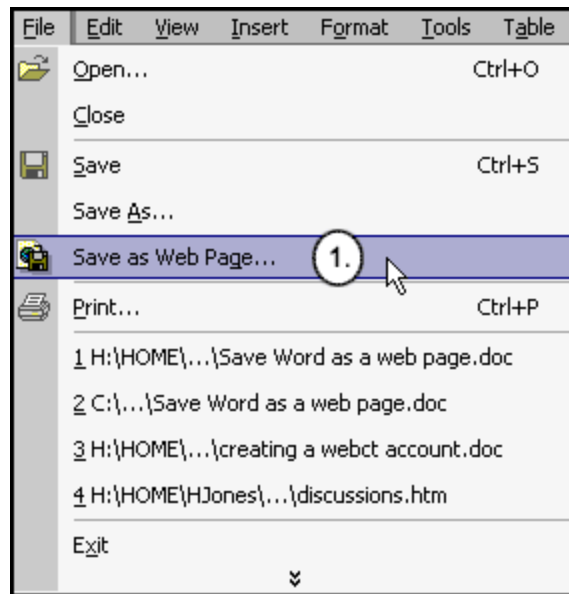 File Edit View Insert Format Tools Table
Open... Ctrl+O
Close
Save Ctrl+S
Save As...
Save as Web Page... 1.
Print... Ctrl+P
1 H:\HOME\...\Save Word as a web page.doc
2 C:\...\Save Word as a web page.doc
3 H:\HOME\...\creating a webct account.doc
4 H:\HOME\HJones\...\discussions.htm
Exit